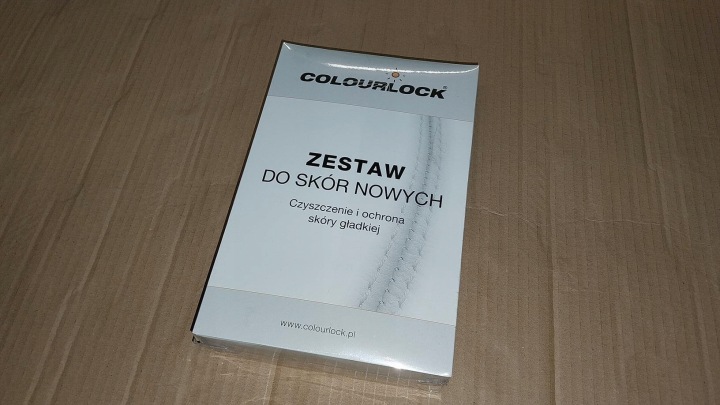 COLOURLOCK
ZESTAW
DO SKÓR NOWYCH
Czyszczenie i ochrona
skóry gładkiej
www.colourlock.pl